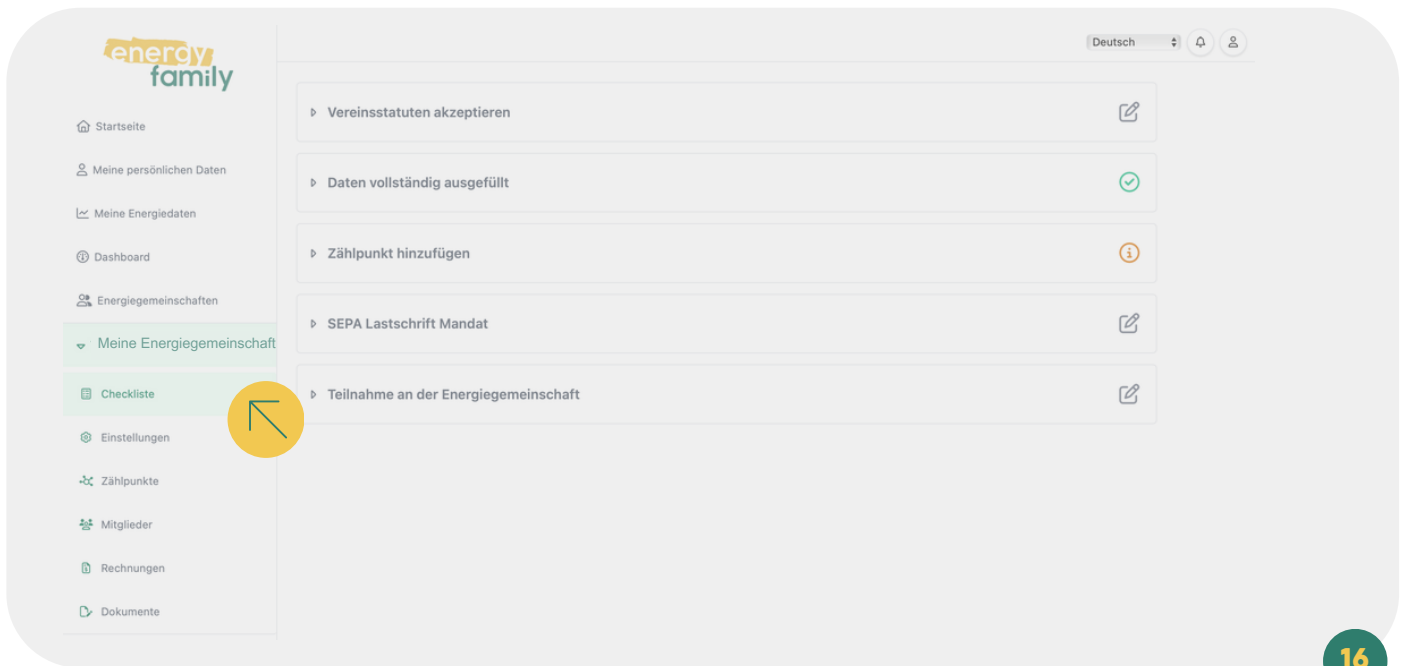 energy
family
Deutsch
Startseite
Meine persönlichen Daten
Meine Energiedaten
Dashboard
Energiegemeinschaften
Meine Energiegemeinschaft
Checkliste
Einstellungen
Zählpunkte
Mitglieder
Rechnungen
Dokumente
Vereinsstatuten akzeptieren
Daten vollständig ausgefüllt
Zählpunkt hinzufügen
SEPA Lastschrift Mandat
Teilnahme an der Energiegemeinschaft
16